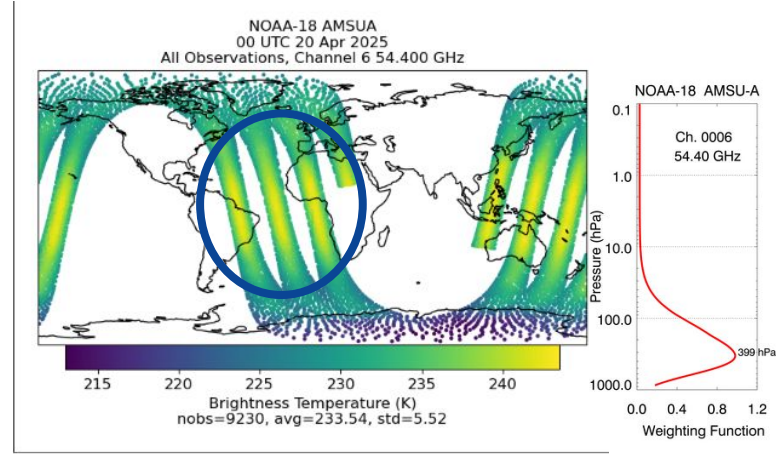 NOAA-18 AMSUA
00 UTC 20 Apr 2025
All Observations, Channel 6 54.400 GHz
215 220 225 230 235 240
Brightness Temperature (K)
nobs=9230, avg=233.54, std=5.52
NOAA-18 AMSU-A
Ch. 0006
54.40 GHz
0.1
1.0
10.0
100.0
1000.0
Pressure (hPa)
399 hPa
0.0 0.4 0.8 1.2
Weighting Function